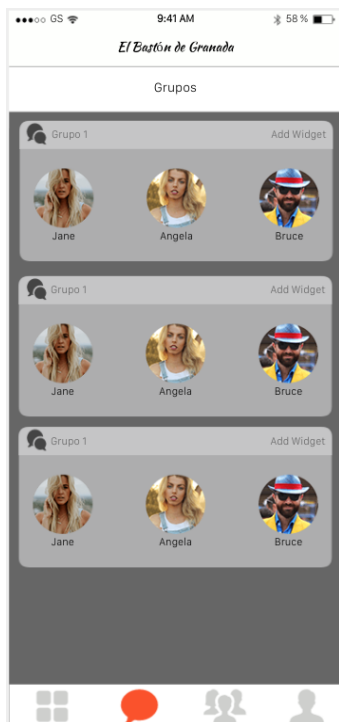 GS 9:41 AM 58 %
El Bastón de Granada
Grupos
Grupo 1 Add Widget
Jane Angela Bruce
Grupo 1 Add Widget
Jane Angela Bruce
Grupo 1 Add Widget
Jane Angela Bruce